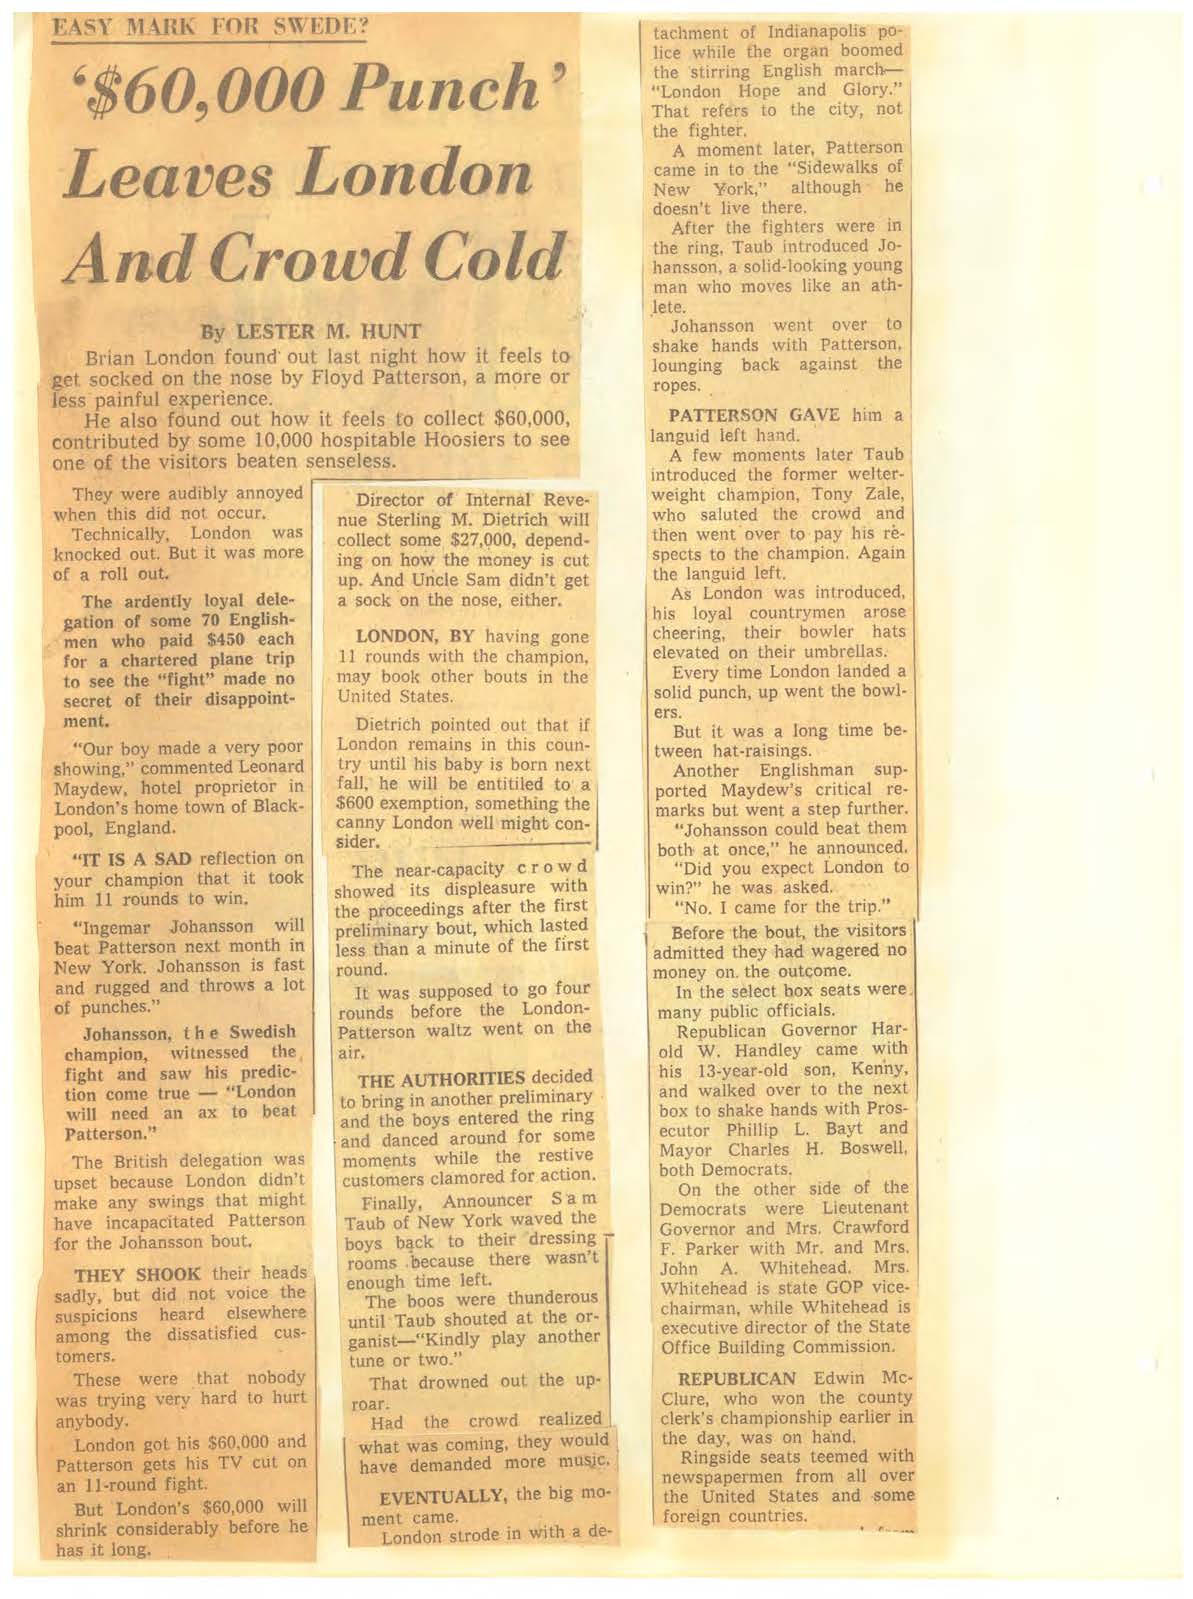 EASY MARK FOR SWEDE?
‘$60,000 Punch’
Leaves London
And Crowd Cold
By LESTER M. HUNT
Brian London found out last night how it feels to
get socked on the nose by Floyd Patterson, a more or
less painful experience.
He also found out how it feels to collect $60,000,
contributed by some 10,000 hospitable Hoosiers to see
one of the visitors beaten senseless.
They were audibly annoyed
when this did not occur.
Technically, London was
knocked out. But it was more
of a roll out.
The ardently loyal dele-
gation of some 70 English-
men who paid $450 each
for a chartered plane trip
to see the “fight” made no
secret of their disappoint-
ment.
“Our boy made a very poor
showing,” commented Leonard
Maydew, hotel proprietor in
London's home town of Black-
pool, England.
“IT IS A SAD reflection on
your champion that it took
him 11 rounds to win.
“Ingemar Johansson will
beat Patterson next month in
New York. Johansson is fast
and rugged and throws a lot
of punches.”
Johansson, the Swedish
champion, witnessed the
fight and saw his predic-
tion come true — “London
will need an ax to beat
Patterson.”
The British delegation was
upset because London didn't
make any swings that might
have incapacitated Patterson
for the Johansson bout.
THEY SHOOK their heads
sadly, but did not voice the
suspicions heard elsewhere
among the dissatisfied cus-
tomers.
These were that nobody
was trying very hard to hurt
anybody.
London got his $60,000 and
Patterson gets his TV cut on
an 11-round fight.
But London's $60,000 will
shrink considerably before he
has it long.
Director of Internal Reve-
nue Sterling M. Dietrich will
collect some $27,000, depend-
ing on how the money is cut
up. And Uncle Sam didn't get
a sock on the nose, either.
LONDON, BY having gone
11 rounds with the champion,
may book other bouts in the
United States.
Dietrich pointed out that if
London remains in this coun-
try until his baby is born next
fall, he will be entitiled to a
$600 exemption, something the
canny London well might con-
sider.
The near-capacity crowd
showed its displeasure with
the proceedings after the first
preliminary bout, which lasted
less than a minute of the first
round.
It was supposed to go four
rounds before the London-
Patterson waltz went on the
air.
THE AUTHORITIES decided
to bring in another preliminary
and the boys entered the ring
and danced around for some
moments while the restive
customers clamored for action.
Finally, Announcer Sam
Taub of New York waved the
boys back to their dressing
rooms because there wasn't
enough time left.
The boos were thunderous
until Taub shouted at the or-
ganist—“Kindly play another
tune or two.”
That drowned out the up-
roar.
Had the crowd realized
what was coming, they would
have demanded more music.
EVENTUALLY, the big mo-
ment came.
London strode in with a de-
tachment of Indianapolis po-
lice while the organ boomed
the stirring English march—
“London Hope and Glory.”
That refers to the city, not
the fighter.
A moment later, Patterson
came in to the “Sidewalks of
New York,” although he
doesn't live there.
After the fighters were in
the ring, Taub introduced Jo-
hansson, a solid-looking young
man who moves like an ath-
lete.
Johansson went over to
shake hands with Patterson,
lounging back against the
ropes.
PATTERSON GAVE him a
languid left hand.
A few moments later Taub
introduced the former welter-
weight champion, Tony Zale,
who saluted the crowd and
then went over to pay his re-
spects to the champion. Again
the languid left.
As London was introduced,
his loyal countrymen arose
cheering, their bowler hats
elevated on their umbrellas.
Every time London landed a
solid punch, up went the bowl-
ers.
But it was a long time be-
tween hat-raisings.
Another Englishman sup-
ported Maydew's critical re-
marks but went a step further.
“Johansson could beat them
both at once,” he announced.
“Did you expect London to
win?” he was asked.
“No. I came for the trip.”
Before the bout, the visitors
admitted they had wagered no
money on the outcome.
In the select box seats were
many public officials.
Republican Governor Har-
old W. Handley came with
his 13-year-old son, Kenny,
and walked over to the next
box to shake hands with Pros-
ecutor Phillip L. Bayt and
Mayor Charles H. Boswell,
both Democrats.
On the other side of the
Democrats were Lieutenant
Governor and Mrs. Crawford
F. Parker with Mr. and Mrs.
John A. Whitehead. Mrs.
Whitehead is state GOP vice-
chairman, while Whitehead is
executive director of the State
Office Building Commission.
REPUBLICAN Edwin Mc-
Clure, who won the county
clerk's championship earlier in
the day, was on hand.
Ringside seats teemed with
newspapermen from all over
the United States and some
foreign countries.